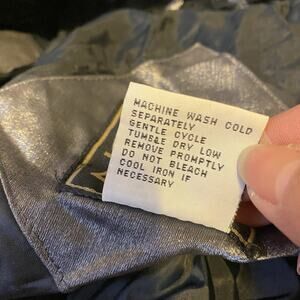 MACHINE WASH COLD
SEPARATELY
GENTLE CYCLE
TUMBLE DRY LOW
REMOVE PROMPTLY
DO NOT BLEACH
COOL IRON IF
NECESSARY